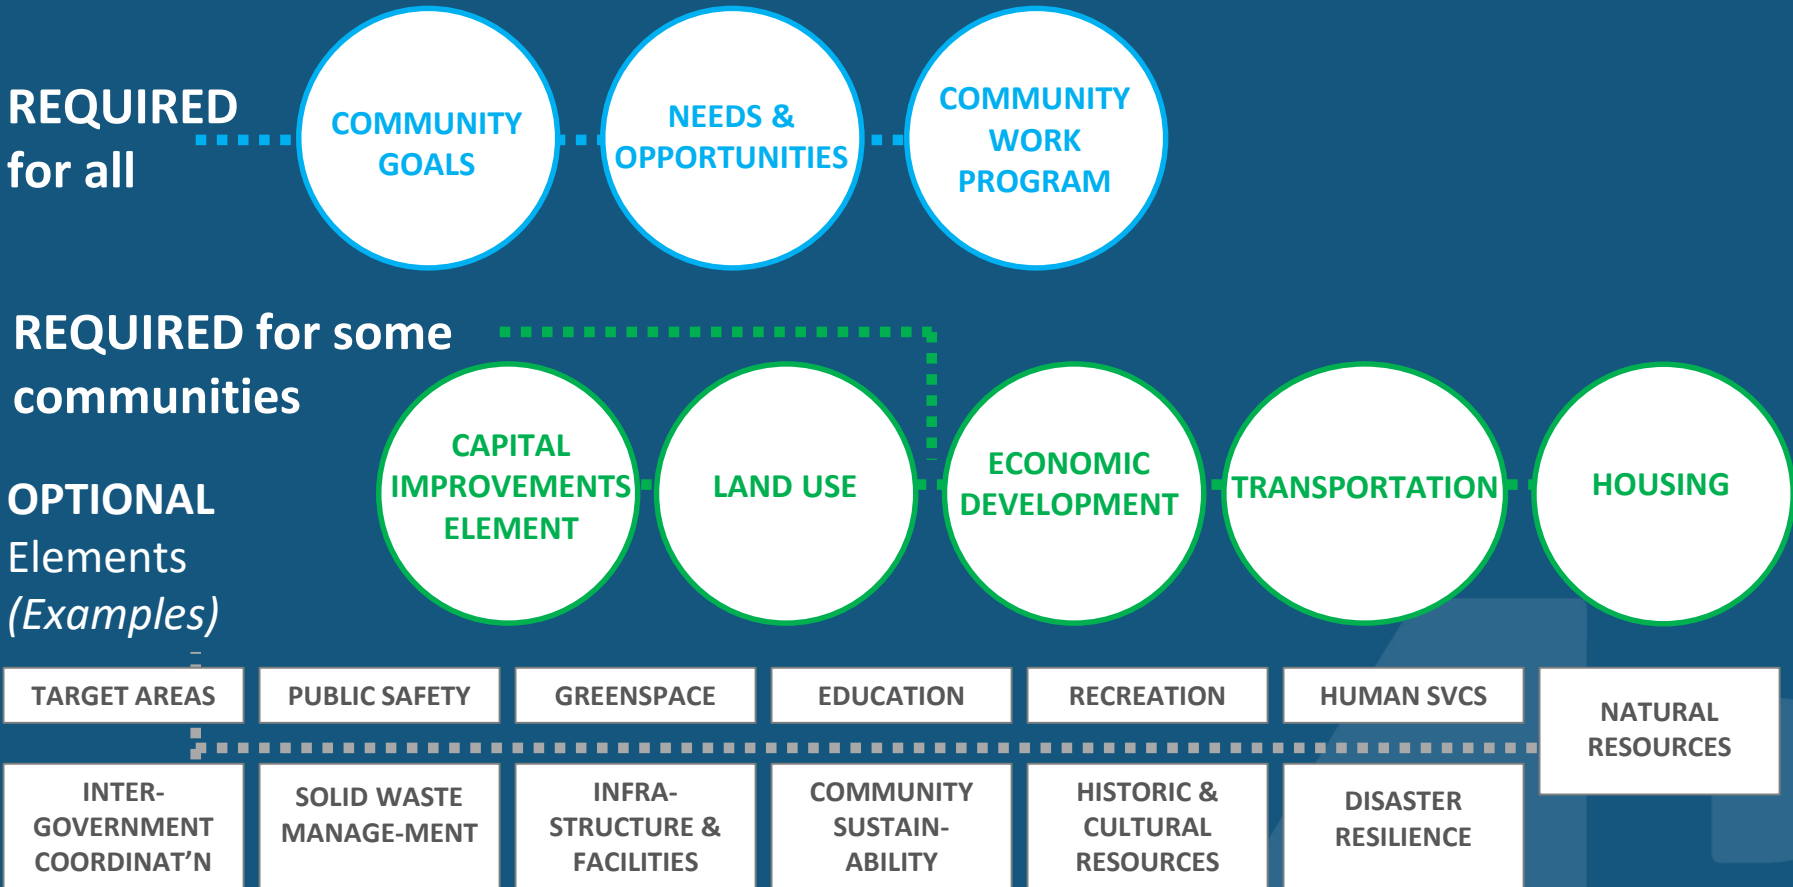 REQUIRED
for all
COMMUNITY
GOALS
NEEDS &
OPPORTUNITIES
COMMUNITY
WORK
PROGRAM
REQUIRED for some
communities
CAPITAL
IMPROVEMENTS
ELEMENT
LAND USE
ECONOMIC
DEVELOPMENT
TRANSPORTATION
HOUSING
OPTIONAL
Elements
(Examples)
TARGET AREAS
PUBLIC SAFETY
GREENSPACE
EDUCATION
RECREATION
HUMAN SVCS
NATURAL
RESOURCES
INTER-
GOVERNMENT
COORDINAT'N
SOLID WASTE
MANAGE-MENT
INFRA-
STRUCTURE &
FACILITIES
COMMUNITY
SUSTAIN-
ABILITY
HISTORIC &
CULTURAL
RESOURCES
DISASTER
RESILIENCE